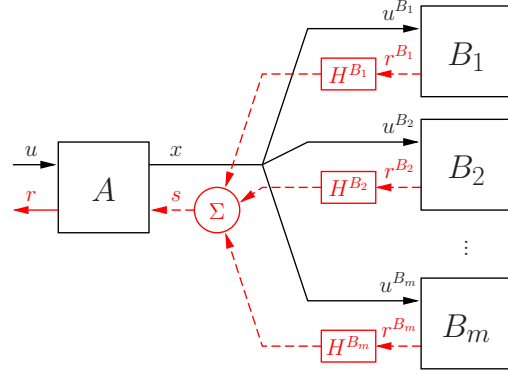 u^{B_1}
r^{B_1}
H^{B_1}
B_1
u
x
u^{B_2}
r^{B_2}
H^{B_2}
B_2
A
r
s
Σ
...
u^{B_m}
r^{B_m}
H^{B_m}
B_m